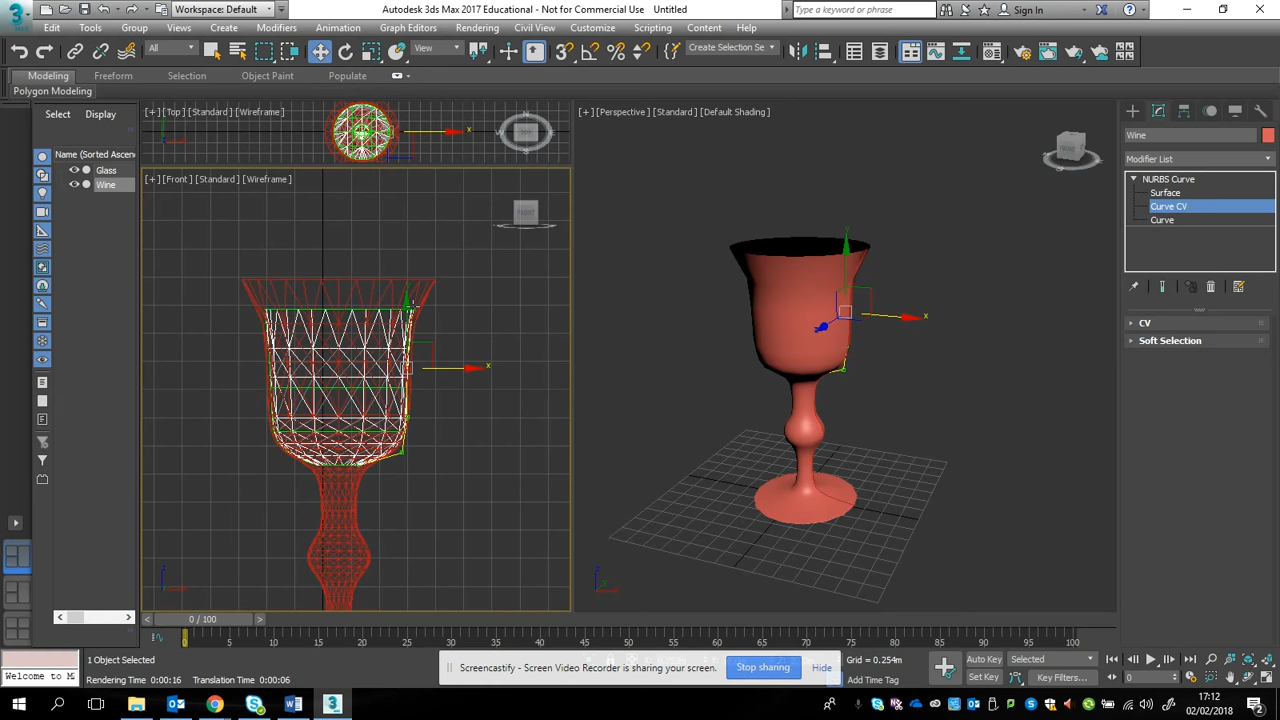 Autodesk 3ds Max 2017 Educational - Not for Commercial Use Untitled
Workspace: Default
Type a keyword or phrase
Sign In
Edit Tools Group Views Create Modifiers Animation Graph Editors Rendering Civil View Customize Scripting Content Help
All
View
Create Selection Se
Modeling Freeform Selection Object Paint Populate
Polygon Modeling
Select Display
Name (Sorted Ascen
Glass
Wine
[+] [Top] [Standard] [Wireframe]
[+] [Front] [Standard] [Wireframe]
FRONT
x
x
[+] [Perspective] [Standard] [Default Shading]
y
x
Wine
Modifier List
NURBS Curve
Surface
Curve CV
Curve
CV
Soft Selection
0 / 100
0 5 10 15 20 25 30 35 40 45 50 55 60 65 70 75 80 85 90 95 100
1 Object Selected
Welcome to M
Rendering Time 0:00:16
Translation Time 0:00:06
Screencastify - Screen Video Recorder is sharing your screen.
Stop sharing
Hide
Grid = 0.254m
Add Time Tag
Auto Key
Selected
Set Key
Key Filters...
0
17:12
02/02/2018